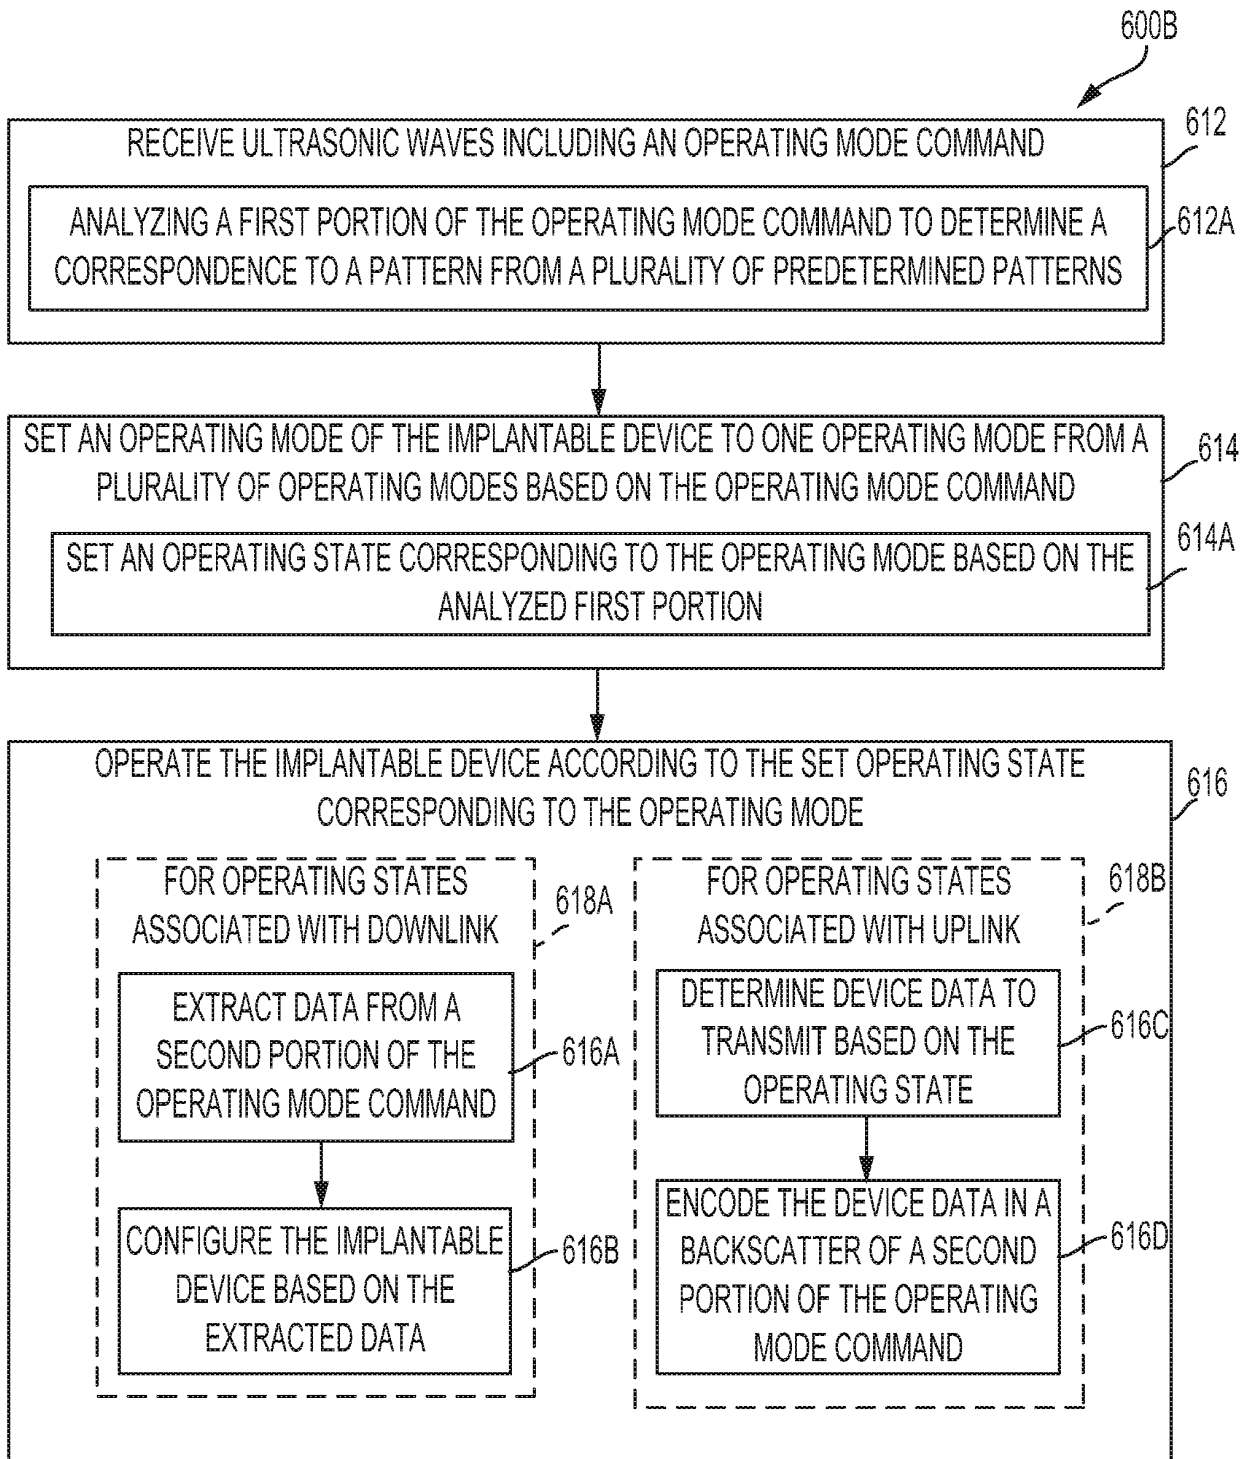 600B
RECEIVE ULTRASONIC WAVES INCLUDING AN OPERATING MODE COMMAND
612
ANALYZING A FIRST PORTION OF THE OPERATING MODE COMMAND TO DETERMINE A
CORRESPONDENCE TO A PATTERN FROM A PLURALITY OF PREDETERMINED PATTERNS
612A
SET AN OPERATING MODE OF THE IMPLANTABLE DEVICE TO ONE OPERATING MODE FROM A
PLURALITY OF OPERATING MODES BASED ON THE OPERATING MODE COMMAND
614
SET AN OPERATING STATE CORRESPONDING TO THE OPERATING MODE BASED ON THE
ANALYZED FIRST PORTION
614A
OPERATE THE IMPLANTABLE DEVICE ACCORDING TO THE SET OPERATING STATE
CORRESPONDING TO THE OPERATING MODE
616
FOR OPERATING STATES
ASSOCIATED WITH DOWNLINK
618A
EXTRACT DATA FROM A
SECOND PORTION OF THE
OPERATING MODE COMMAND
616A
CONFIGURE THE IMPLANTABLE
DEVICE BASED ON THE
EXTRACTED DATA
616B
FOR OPERATING STATES
ASSOCIATED WITH UPLINK
618B
DETERMINE DEVICE DATA TO
TRANSMIT BASED ON THE
OPERATING STATE
616C
ENCODE THE DEVICE DATA IN A
BACKSCATTER OF A SECOND
PORTION OF THE OPERATING
MODE COMMAND
616D